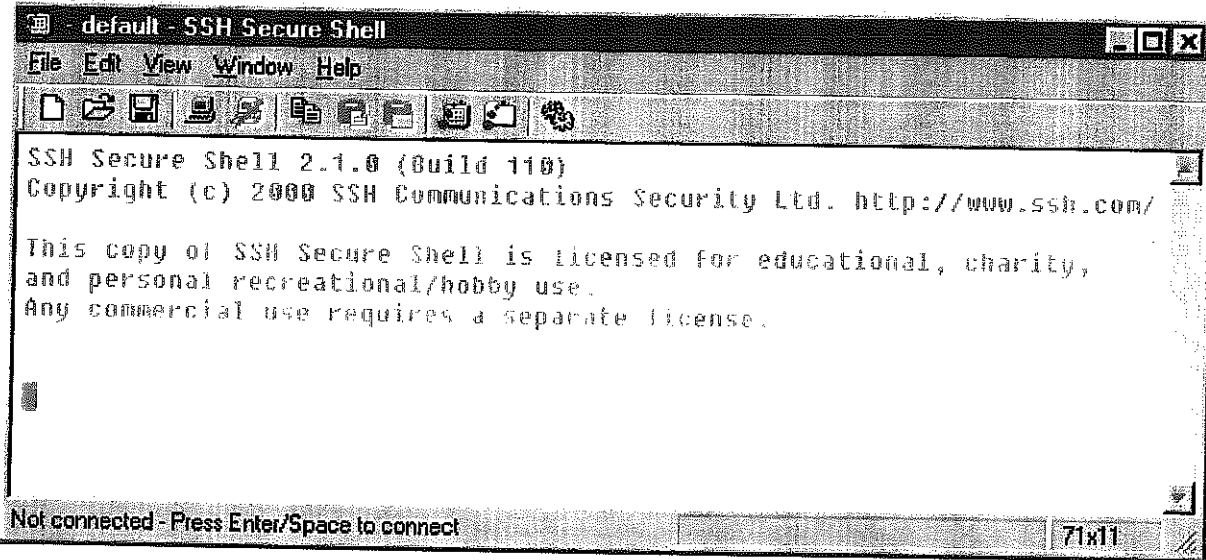 - default - SSH Secure Shell
File Edit View Window Help
SSH Secure Shell 2.1.0 (Build 110)
Copyright (c) 2000 SSH Communications Security Ltd. http://www.ssh.com/
This copy of SSH Secure Shell is licensed for educational, charity,
and personal recreational/hobby use.
Any commercial use requires a separate license.
Not connected - Press Enter/Space to connect
71x11